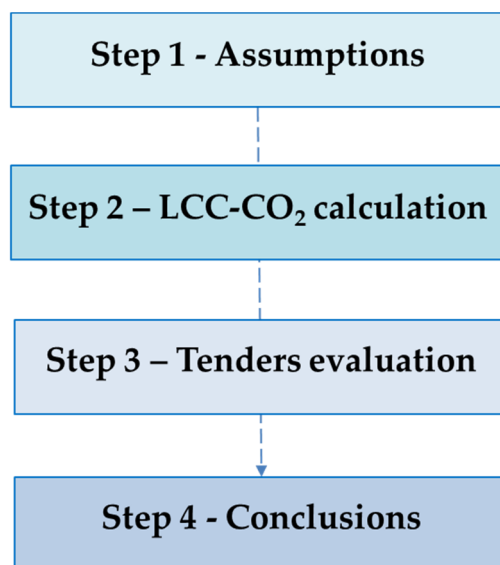 Step 1 - Assumptions
Step 2 – LCC-CO₂ calculation
Step 3 – Tenders evaluation
Step 4 - Conclusions